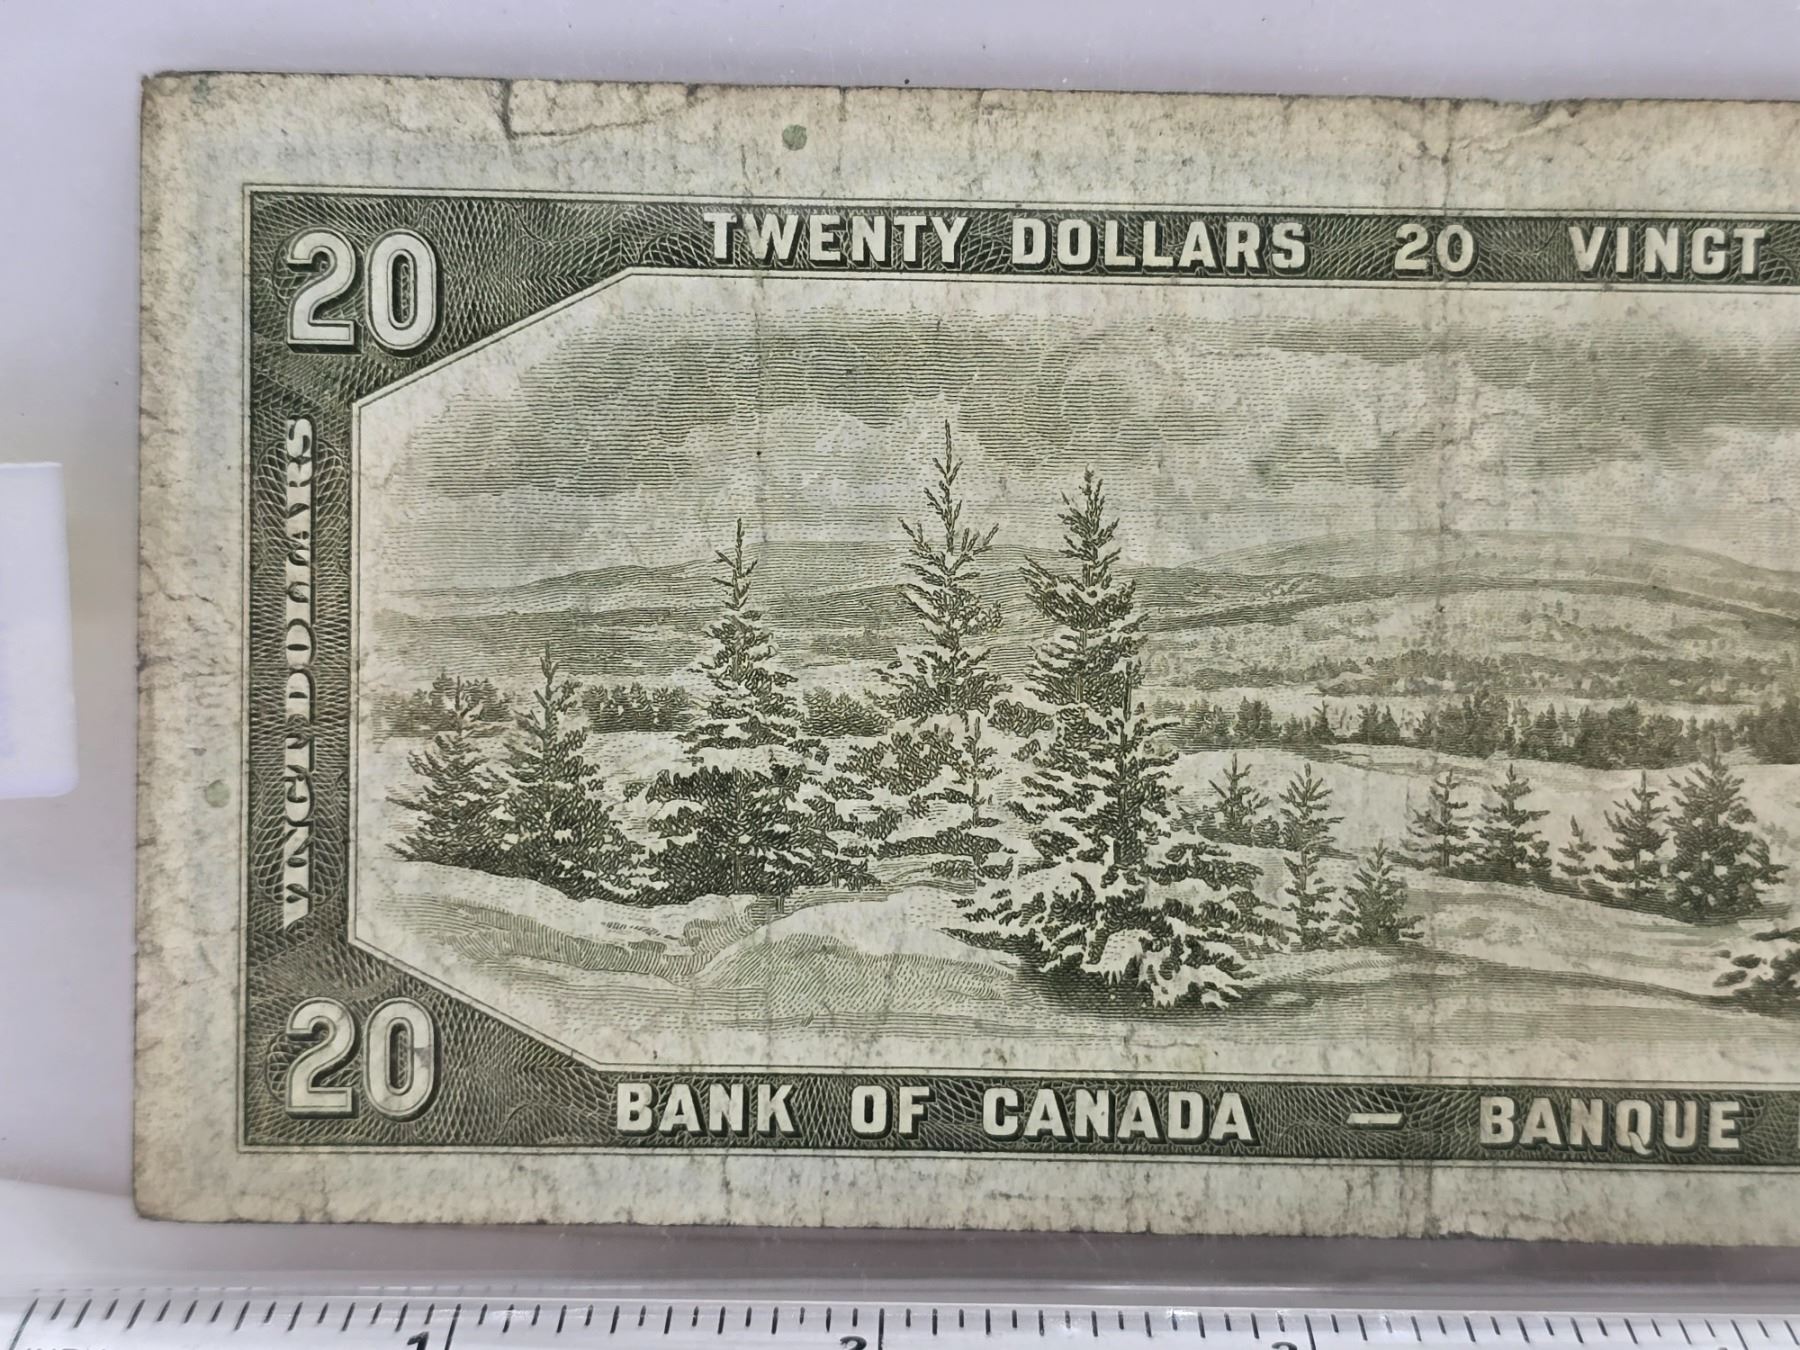 TWENTY DOLLARS 20 VINGT
20
VINGT DOLLARS
20
BANK OF CANADA — BANQUE
1 2 3